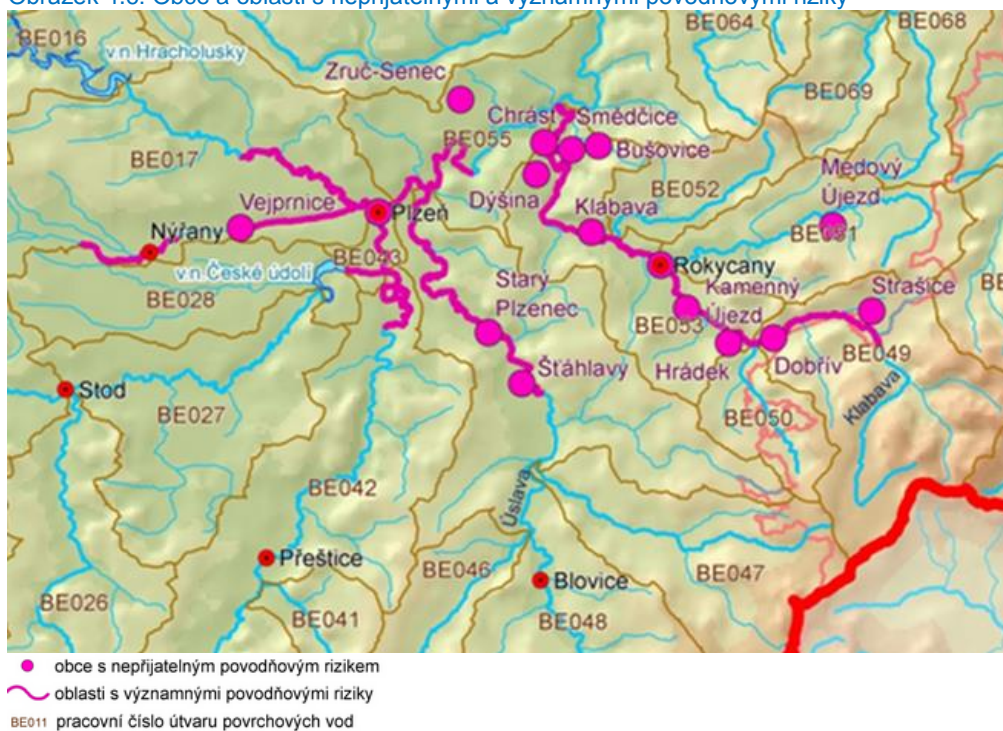 Obrázek 4.6. Obce a oblasti s nepřijatelnými a významnými povodňovými riziky
BE016
v.n.Hracholusky
Zruč-Senec
BE064
BE068
BE069
Chrást
Smědčice
BE055
Bušovice
BE017
Vejprnice
Plzeň
Dýšina
BE052
Medový
Újezd
Klabava
Nýřany
BE043
v.n.České údolí
Starý
Plzenec
Rokycany
Kamenný
Újezd
Strašice
BE028
BE053
Šťáhlavý
Hrádek
Dobřív
BE049
Stod
BE027
BE050
Klabava
BE042
Úslava
Přeštice
BE046
Blovice
BE047
BE026
BE041
BE048
obce s nepřijatelným povodňovým rizikem
oblasti s významnými povodňovými riziky
BE011 pracovní číslo útvaru povrchových vod